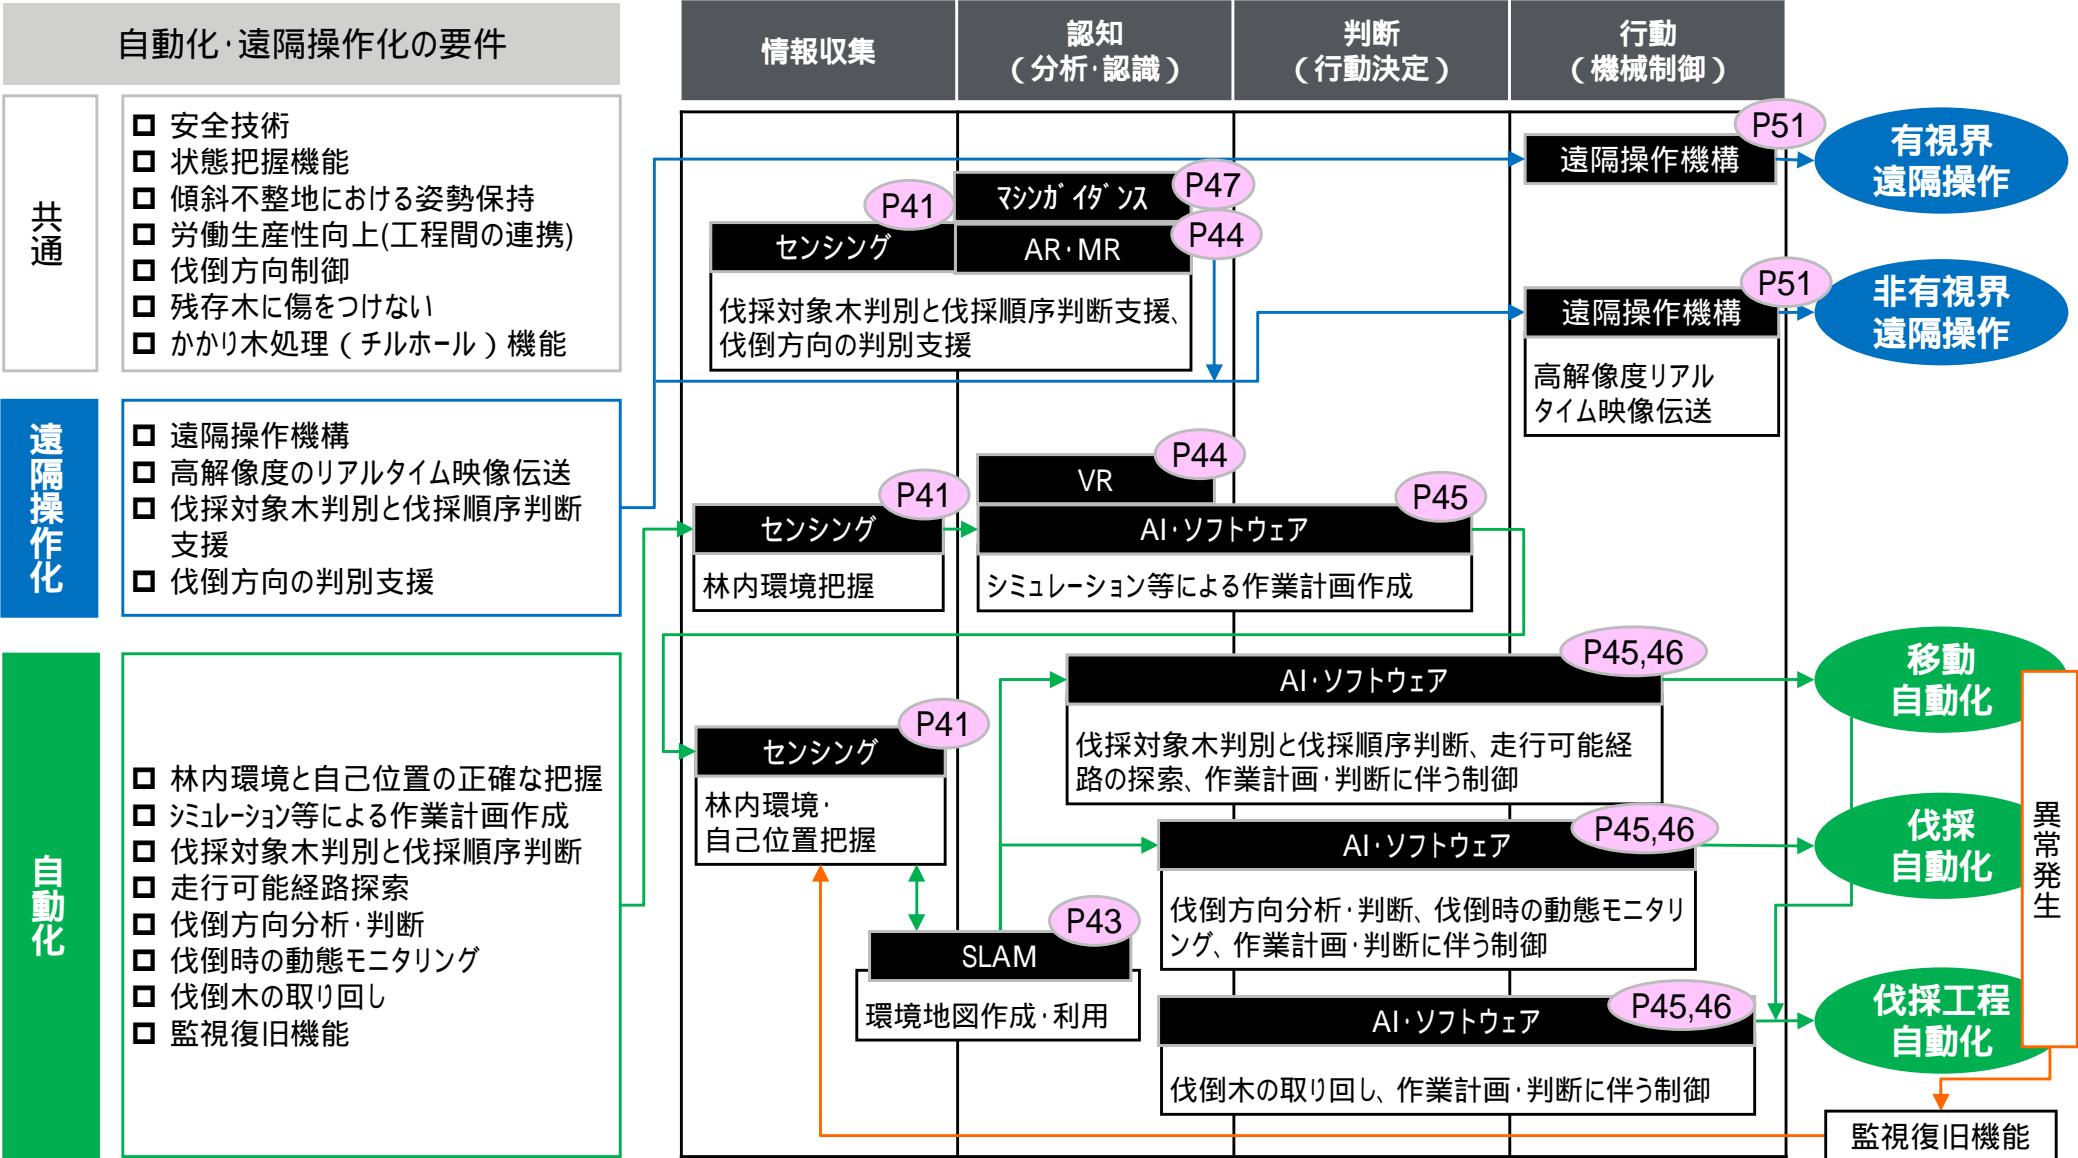 自動化・遠隔操作化の要件
情報収集
認知
（分析・認識）
判断
（行動決定）
行動
（機械制御）
共通
安全技術
状態把握機能
傾斜不整地における姿勢保持
労働生産性向上(工程間の連携)
伐倒方向制御
残存木に傷をつけない
かかり木処理（チルホール）機能
遠隔操作化
遠隔操作機構
高解像度のリアルタイム映像伝送
伐採対象木判別と伐採順序判断
支援
伐倒方向の判別支援
自動化
林内環境と自己位置の正確な把握
シミュレーション等による作業計画作成
伐採対象木判別と伐採順序判断
走行可能経路探索
伐倒方向分析・判断
伐倒時の動態モニタリング
伐倒木の取り回し
監視復旧機能
P51
遠隔操作機構
有視界
遠隔操作
P41
センシング
マシンガイダンス
P47
AR・MR
P44
伐採対象木判別と伐採順序判断支援、
伐倒方向の判別支援
P51
遠隔操作機構
高解像度リアル
タイム映像伝送
非有視界
遠隔操作
P41
センシング
林内環境把握
P44
VR
P45
AI・ソフトウェア
シミュレーション等による作業計画作成
P41
センシング
林内環境・
自己位置把握
P43
SLAM
環境地図作成・利用
P45,46
AI・ソフトウェア
伐採対象木判別と伐採順序判断、走行可能経
路の探索、作業計画・判断に伴う制御
移動
自動化
P45,46
AI・ソフトウェア
伐倒方向分析・判断、伐倒時の動態モニタリ
ング、作業計画・判断に伴う制御
伐採
自動化
P45,46
AI・ソフトウェア
伐倒木の取り回し、作業計画・判断に伴う制御
伐採工程
自動化
異常発生
監視復旧機能